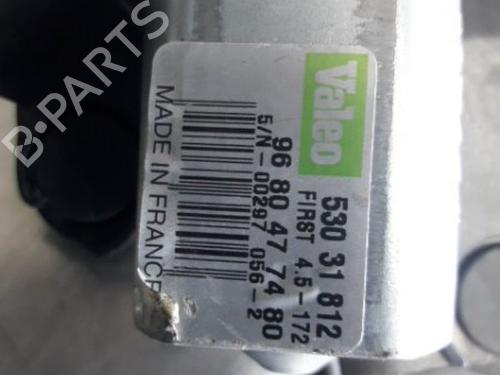 Valeo
530 31 812
FIRST 4.5-172
96 80 47 74 80
S/N-00297 056-2
MADE IN FRANCE
B-PARTS